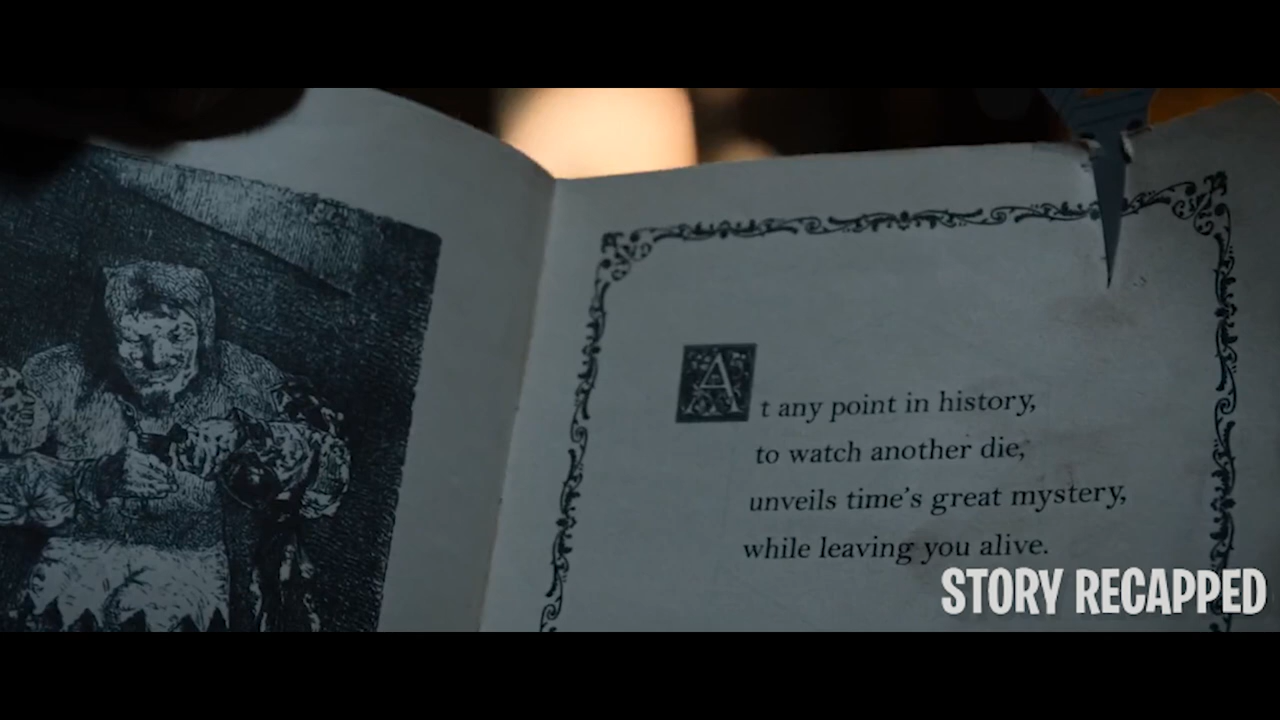 At any point in history,
to watch another die,
unveils time's great mystery,
while leaving you alive.
STORY RECAPPED